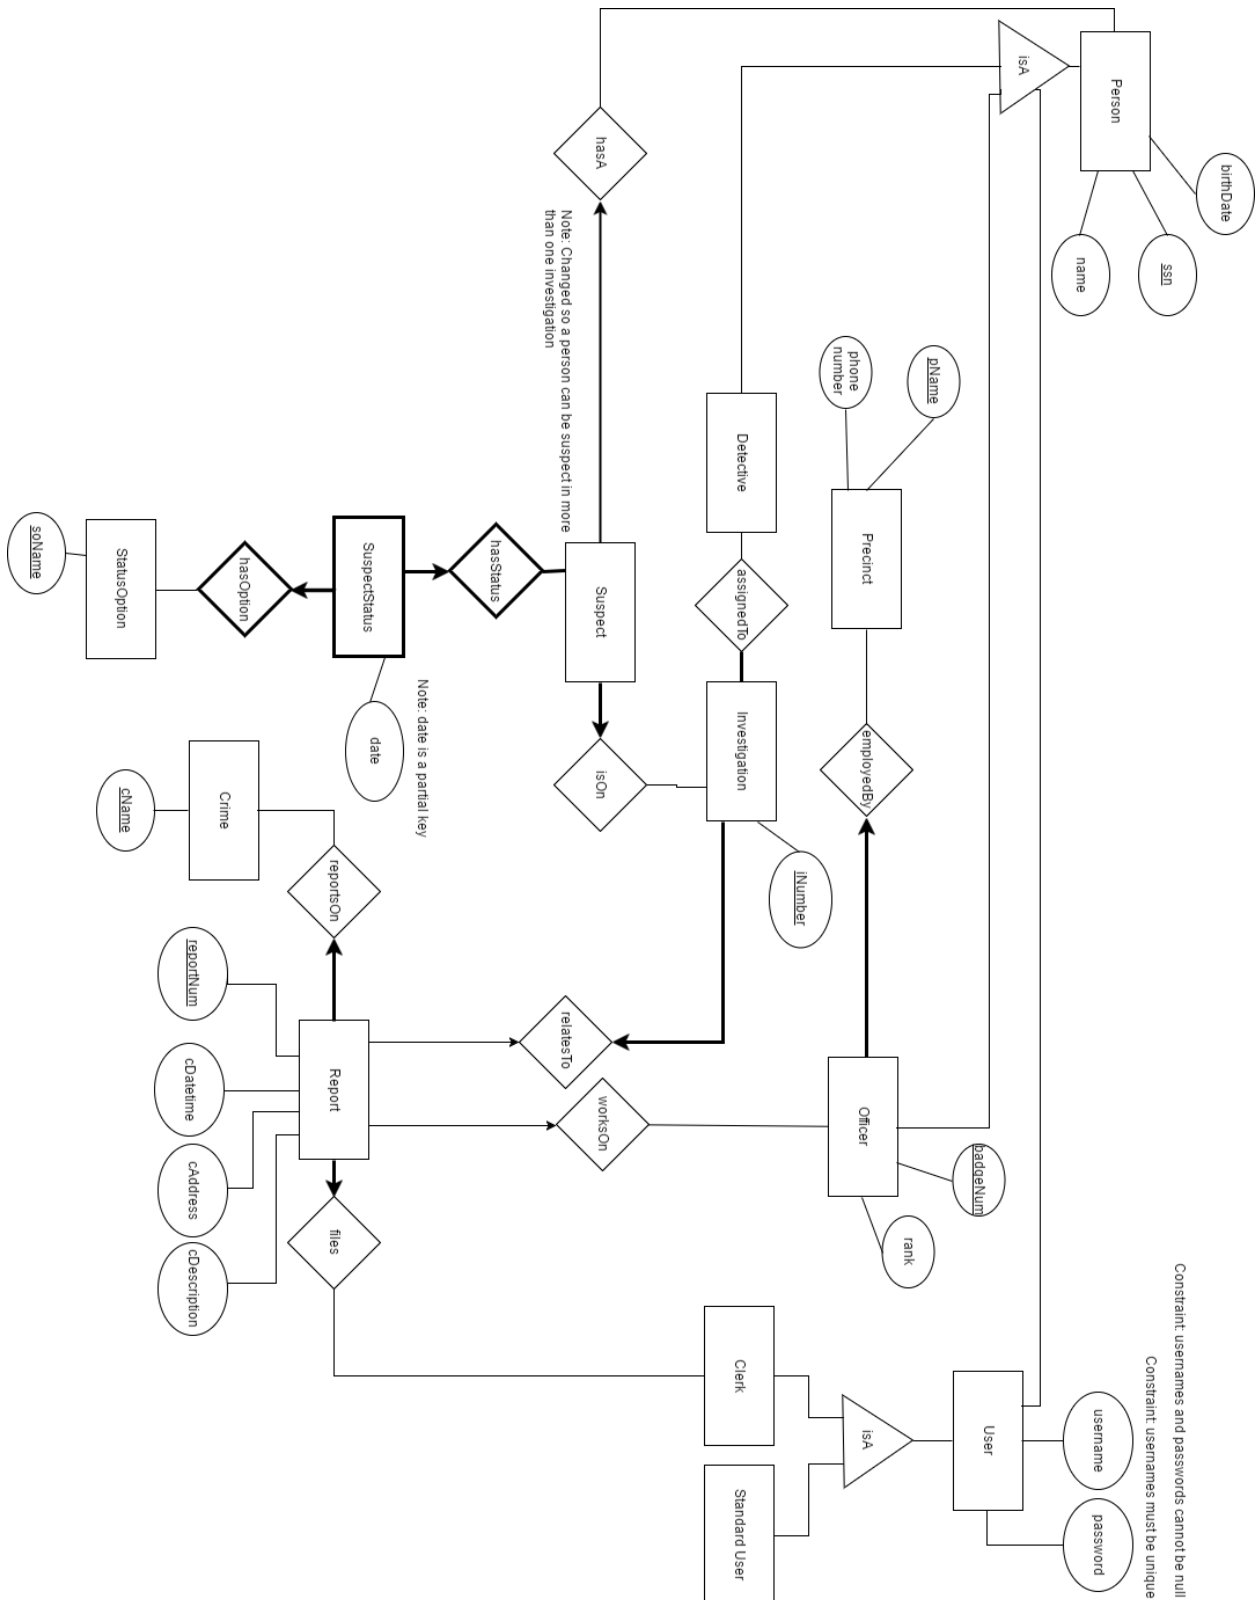 Constraint: usernames and passwords cannot be null
Constraint: usernames must be unique
Person
isA
birthDate
ssn
name
hasA
Note: Changed so a person can be suspect in more
than one investigation
pName
phone
number
Precinct
Detective
assignedTo
Investigation
iNumber
employedBy
Officer
badgeNum
rank
Suspect
hasStatus
SuspectStatus
date
Note: date is a partial key
hasOption
StatusOption
soName
isOn
relatesTo
worksOn
Crime
cName
reportsOn
Report
reportNum
cDatetime
cAddress
cDescription
files
Clerk
isA
Standard User
User
username
password